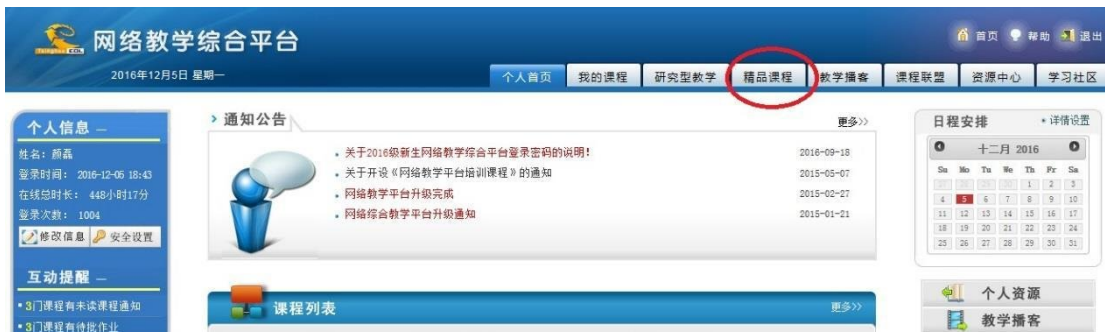 网络教学综合平台
首页 帮助 退出
2016年12月5日 星期一
个人首页 我的课程 研究型教学 精品课程 教学播客 课程联盟 资源中心 学习社区
个人信息
姓名：颜磊
登录时间： 2016-12-05 18:43
在线总时长： 448小时17分
登录次数： 1004
修改信息 安全设置
互动提醒
3门课程有未读课程通知
3门课程有待批作业
通知公告 更多>>
关于2016级新生网络教学综合平台登录密码的说明！ 2016-09-18
关于开设《网络教学平台培训课程》的通知 2015-05-07
网络教学平台升级完成 2015-02-27
网络综合教学平台升级通知 2015-01-21
课程列表 更多>>
日程安排 详情设置
十二月 2016
Su Mo Tu We Th Fr Sa
1 2 3
4 5 6 7 8 9 10
11 12 13 14 15 16 17
18 19 20 21 22 23 24
25 26 27 28 29 30 31
个人资源
教学播客